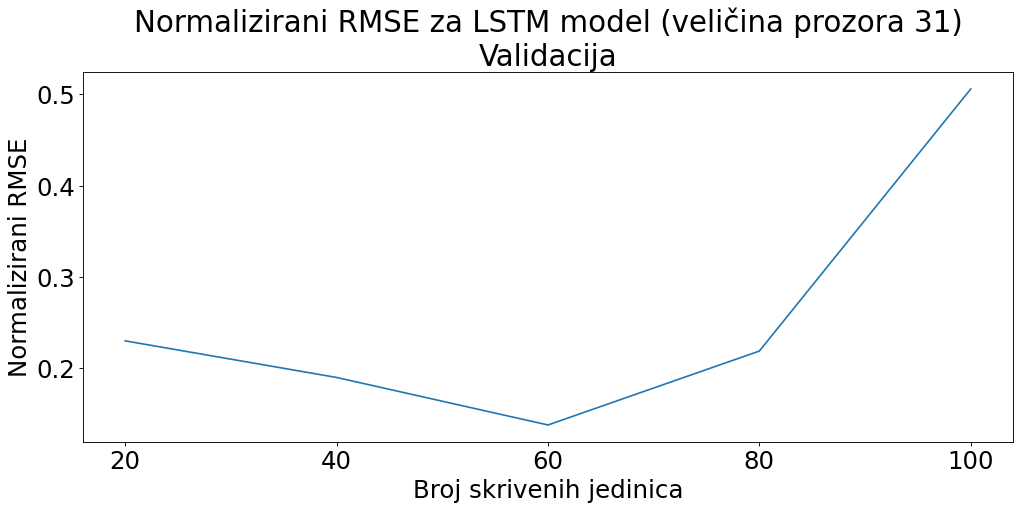 Normalizirani RMSE za LSTM model (veličina prozora 31)
Validacija
Normalizirani RMSE
0.5
0.4
0.3
0.2
20 40 60 80 100
Broj skrivenih jedinica